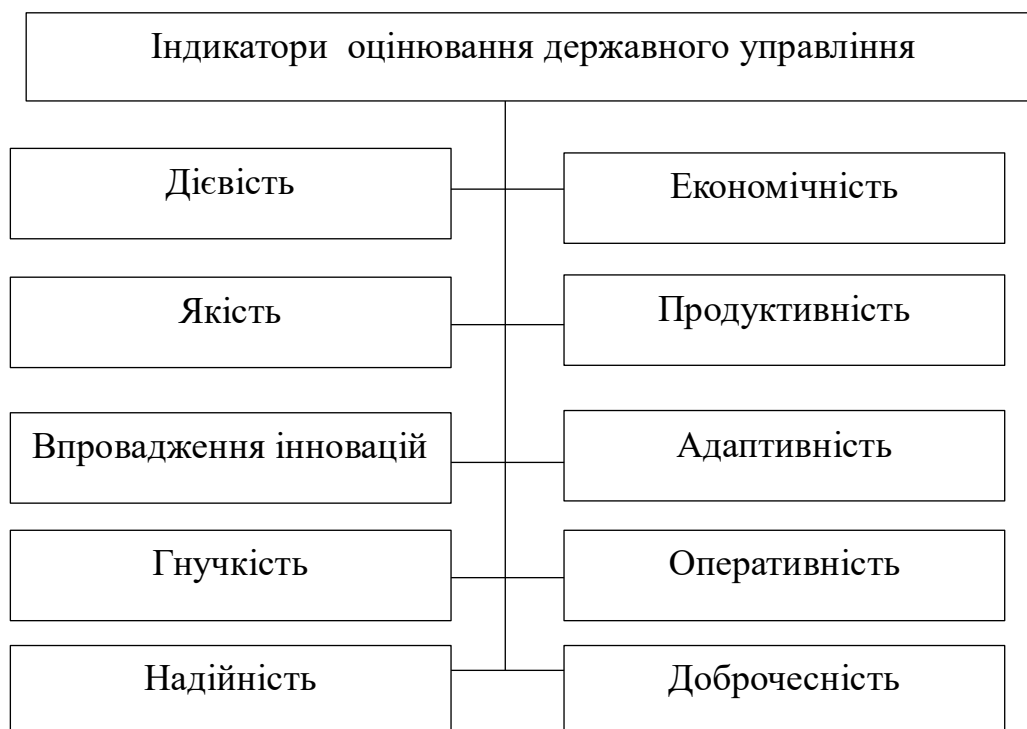 Індикатори оцінювання державного управління
Дієвість
Економічність
Якість
Продуктивність
Впровадження інновацій
Адаптивність
Гнучкість
Оперативність
Надійність
Доброчесність